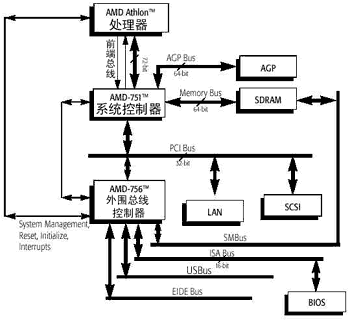 AMD Athlon™
处理器
前端总线
72-bit
AGP Bus
64-bit
AGP
AMD-751™
系统控制器
Memory Bus
64-bit
SDRAM
PCI Bus
32-bit
AMD-756™
外围总线
控制器
LAN
SCSI
System Management,
Reset, Initialize,
Interrupts
SMBus
ISA Bus
16-bit
USBus
EIDE Bus
BIOS